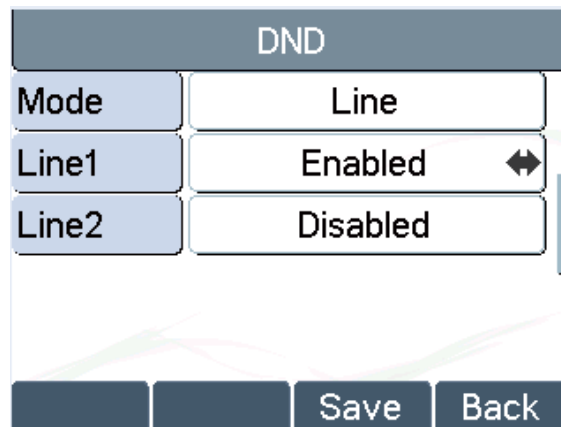 DND
Mode Line
Line1 Enabled
Line2 Disabled
Save Back